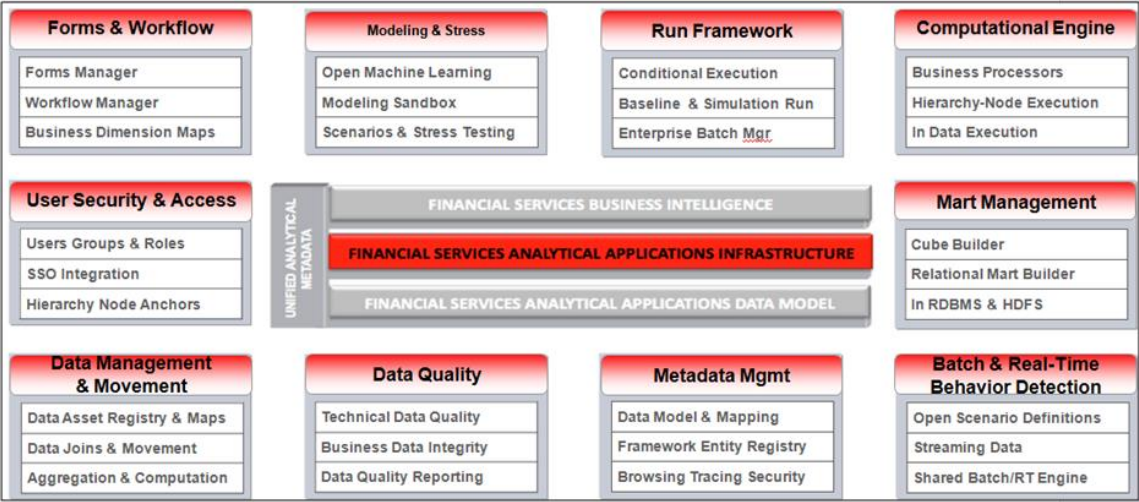 Forms & Workflow
Forms Manager
Workflow Manager
Business Dimension Maps
Modeling & Stress
Open Machine Learning
Modeling Sandbox
Scenarios & Stress Testing
Run Framework
Conditional Execution
Baseline & Simulation Run
Enterprise Batch Mgr
Computational Engine
Business Processors
Hierarchy-Node Execution
In Data Execution
User Security & Access
Users Groups & Roles
SSO Integration
Hierarchy Node Anchors
UNIFIED ANALYTICAL
METADATA
FINANCIAL SERVICES BUSINESS INTELLIGENCE
FINANCIAL SERVICES ANALYTICAL APPLICATIONS INFRASTRUCTURE
FINANCIAL SERVICES ANALYTICAL APPLICATIONS DATA MODEL
Mart Management
Cube Builder
Relational Mart Builder
In RDBMS & HDFS
Data Management
& Movement
Data Asset Registry & Maps
Data Joins & Movement
Aggregation & Computation
Data Quality
Technical Data Quality
Business Data Integrity
Data Quality Reporting
Metadata Mgmt
Data Model & Mapping
Framework Entity Registry
Browsing Tracing Security
Batch & Real-Time
Behavior Detection
Open Scenario Definitions
Streaming Data
Shared Batch/RT Engine